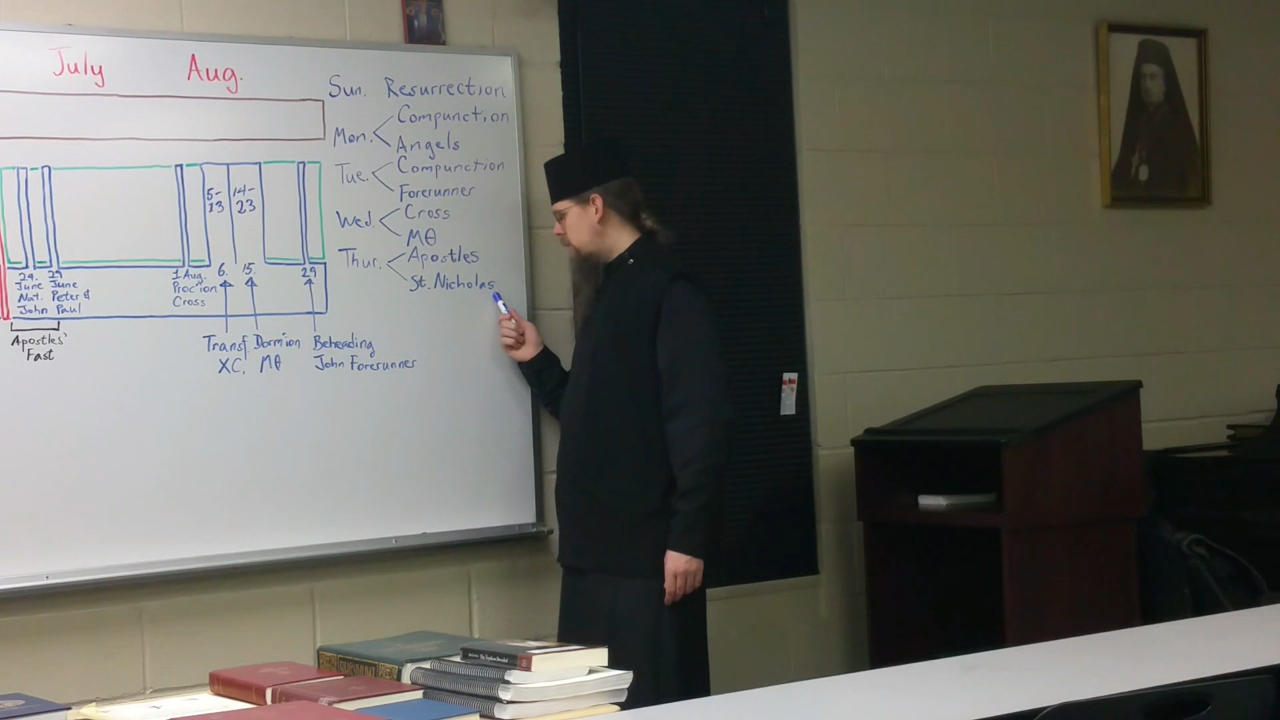 July Aug.
Sun. Resurrection
Mon. Compunction
Angels
Tue. Compunction
Forerunner
Wed. Cross
MΘ
Thur. Apostles
St. Nicholas
5-
13
14-
23
24.
June
Nat.
John
29
June
Peter &
Paul
1 Aug.
Proc'ion
Cross
6.
15.
29
Apostles'
Fast
Transf.
XC.
Dormion
MΘ
Beheading
John Forerunner